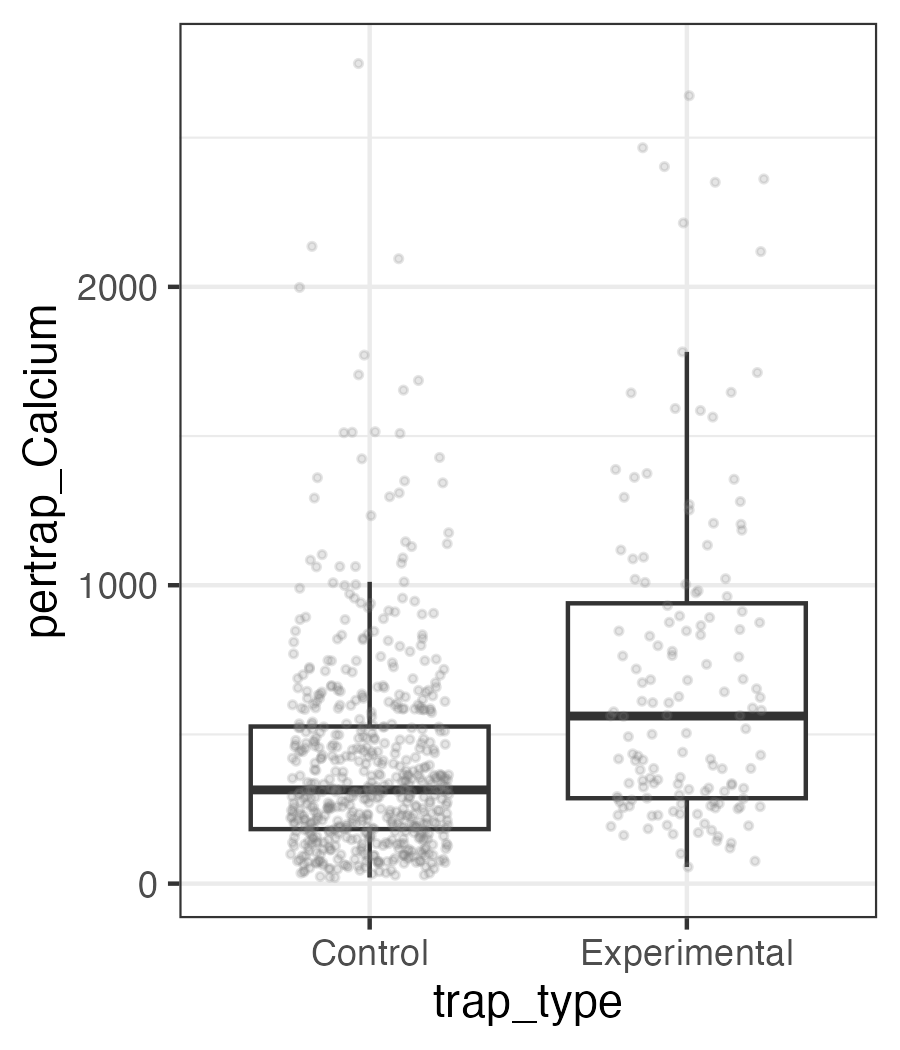 pertrap_Calcium
2000
1000
0
Control
Experimental
trap_type